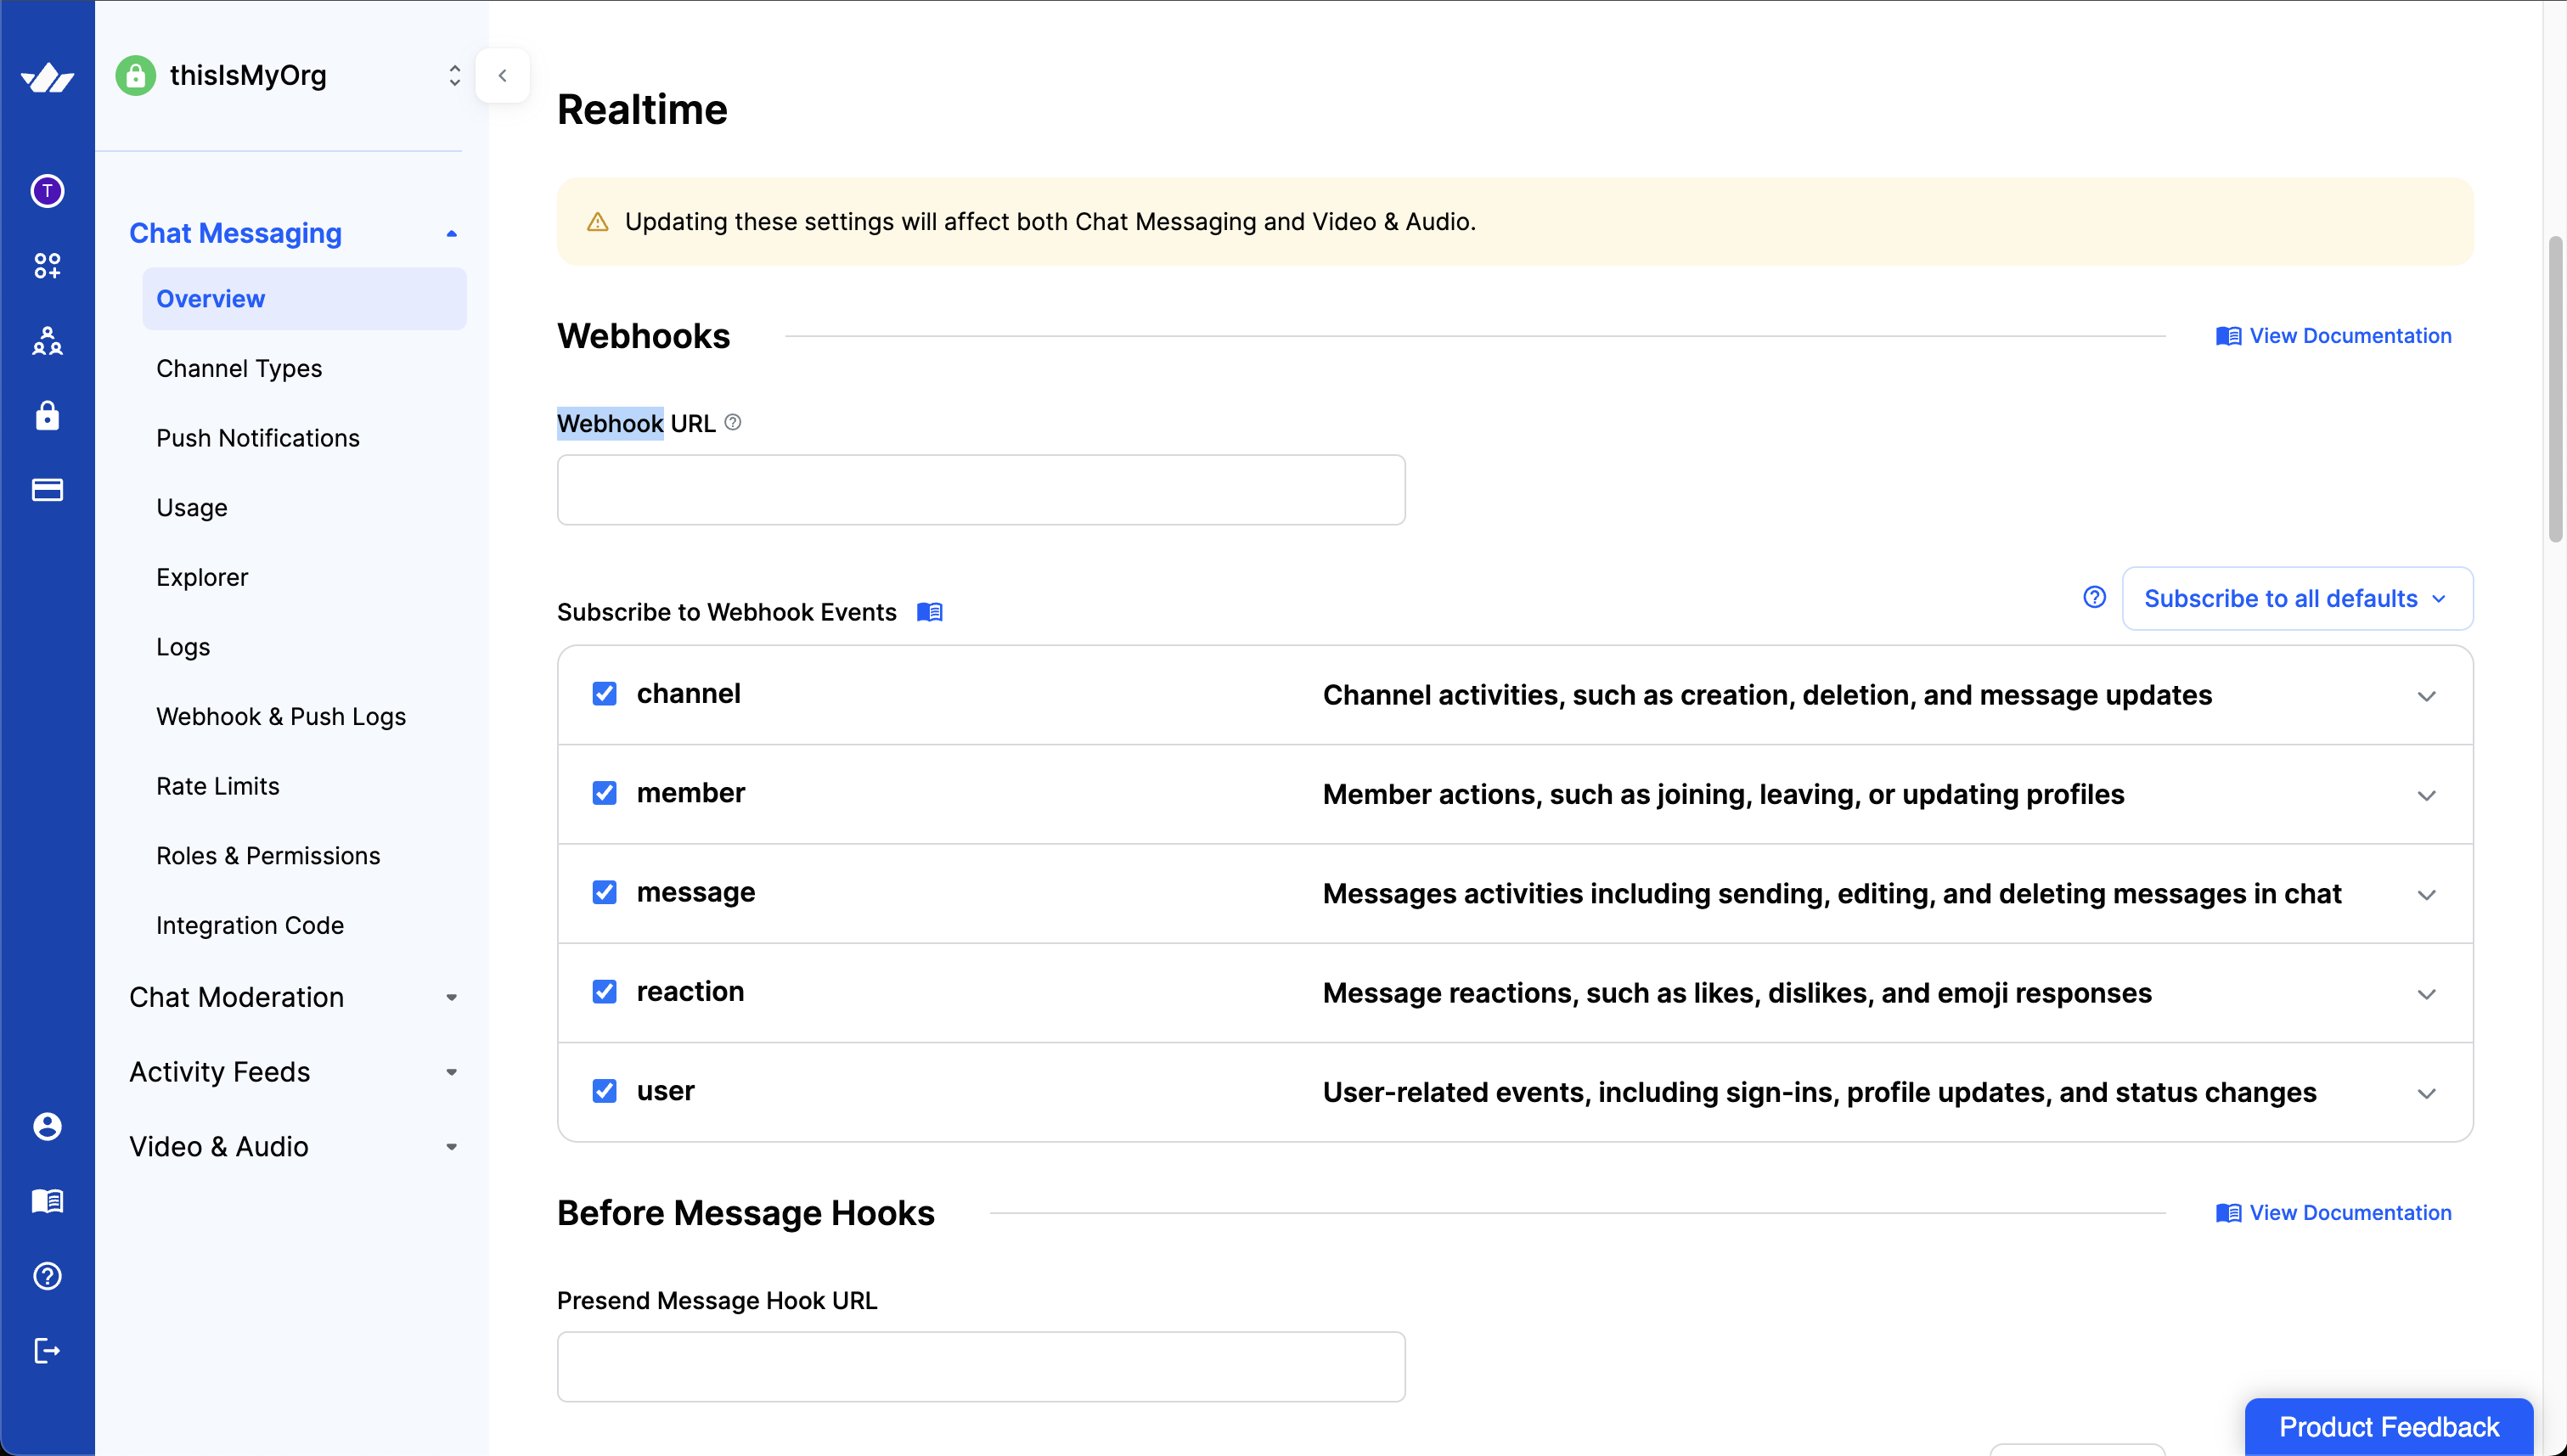 thisIsMyOrg
T
Chat Messaging
Overview
Channel Types
Push Notifications
Usage
Explorer
Logs
Webhook & Push Logs
Rate Limits
Roles & Permissions
Integration Code
Chat Moderation
Activity Feeds
Video & Audio
Realtime
Updating these settings will affect both Chat Messaging and Video & Audio.
Webhooks
View Documentation
Webhook URL
Subscribe to Webhook Events
Subscribe to all defaults
channel
Channel activities, such as creation, deletion, and message updates
member
Member actions, such as joining, leaving, or updating profiles
message
Messages activities including sending, editing, and deleting messages in chat
reaction
Message reactions, such as likes, dislikes, and emoji responses
user
User-related events, including sign-ins, profile updates, and status changes
Before Message Hooks
View Documentation
Presend Message Hook URL
Product Feedback